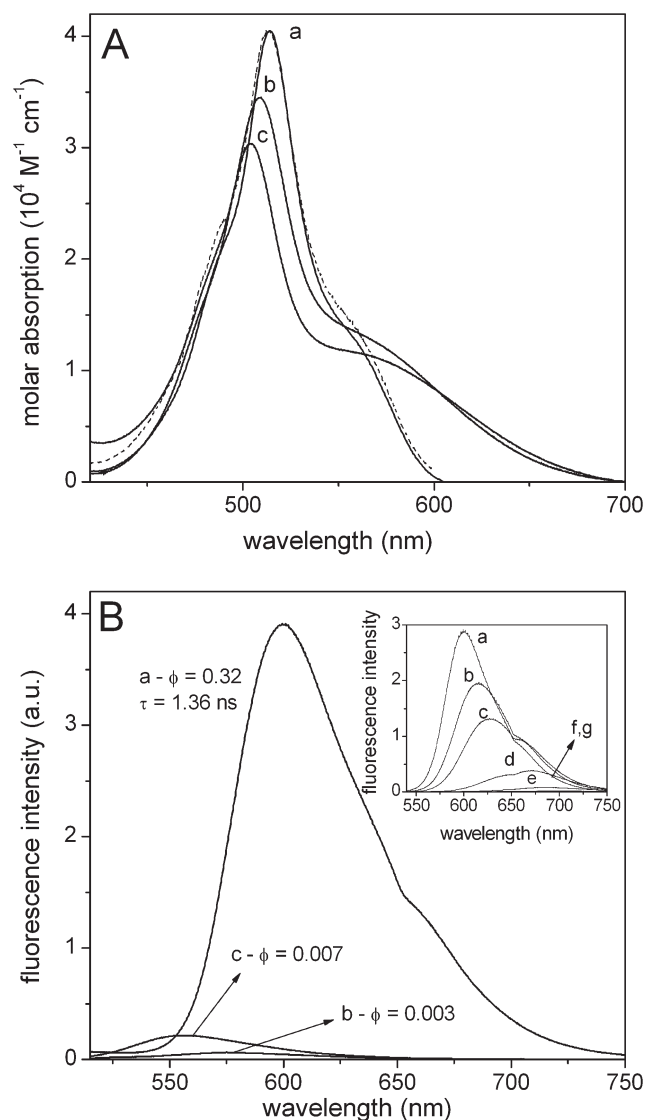 A
4
3
2
1
0
a
b
c
500
600
700
molar absorption (10⁴ M⁻¹ cm⁻¹)
wavelength (nm)
B
4
3
2
1
0
a - ϕ = 0.32
τ = 1.36 ns
c - ϕ = 0.007
b - ϕ = 0.003
550
600
650
700
750
fluorescence intensity (a.u.)
wavelength (nm)
3
2
1
0
a
b
c
d
e
f,g
550
600
650
700
750
fluorescence intensity
wavelength (nm)